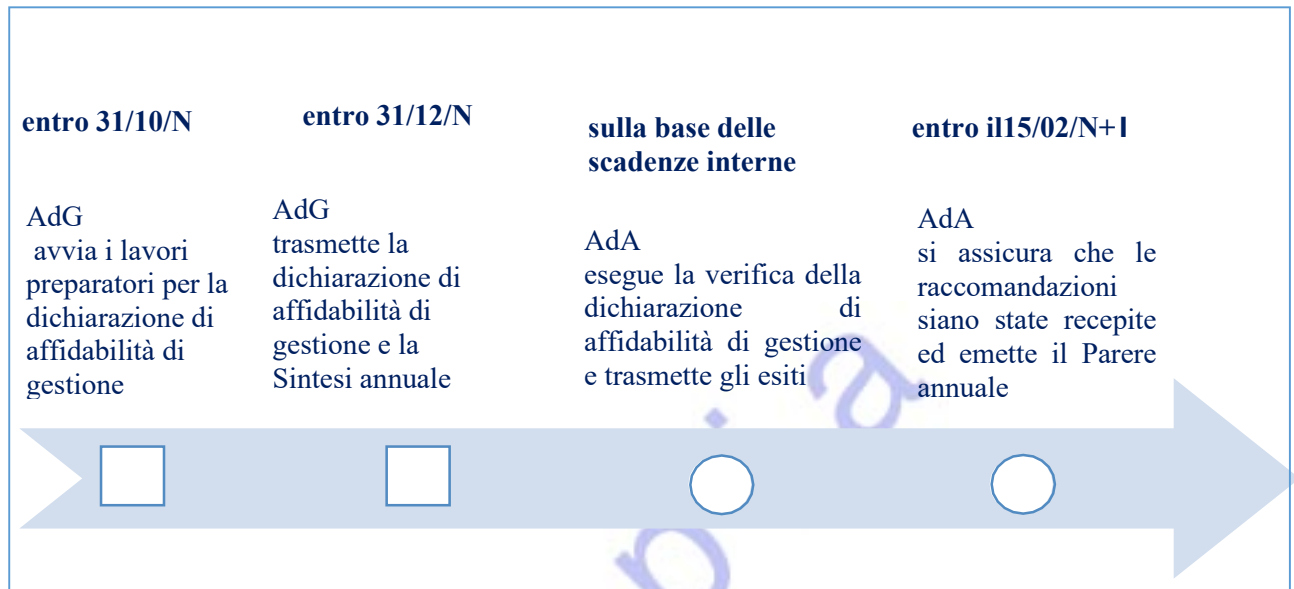 entro 31/10/N
AdG
avvia i lavori
preparatori per la
dichiarazione di
affidabilità di
gestione
entro 31/12/N
AdG
trasmette la
dichiarazione di
affidabilità di
gestione e la
Sintesi annuale
sulla base delle
scadenze interne
AdA
esegue la verifica della
dichiarazione di
affidabilità di gestione
e trasmette gli esiti
entro il15/02/N+1
AdA
si assicura che le
raccomandazioni
siano state recepite
ed emette il Parere
annuale